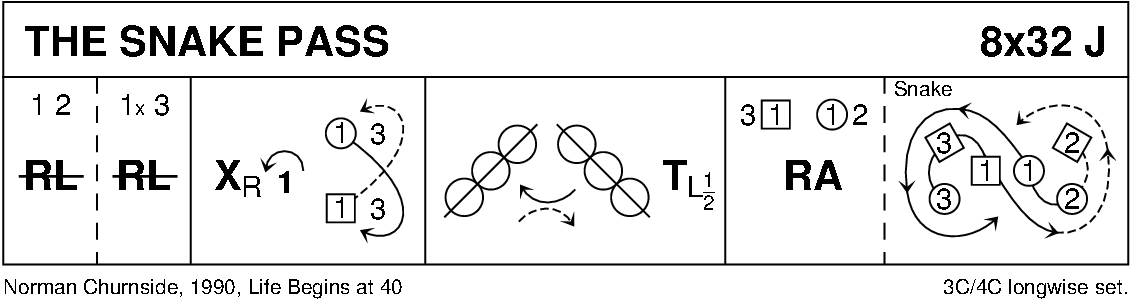 THE SNAKE PASS 8x32 J
1 2 1x 3 1 3 3 1 1 2 Snake
RL RL XR 1 TL½ RA 3 1 1 2
1 3 3 2
Norman Churnside, 1990, Life Begins at 40 3C/4C longwise set.